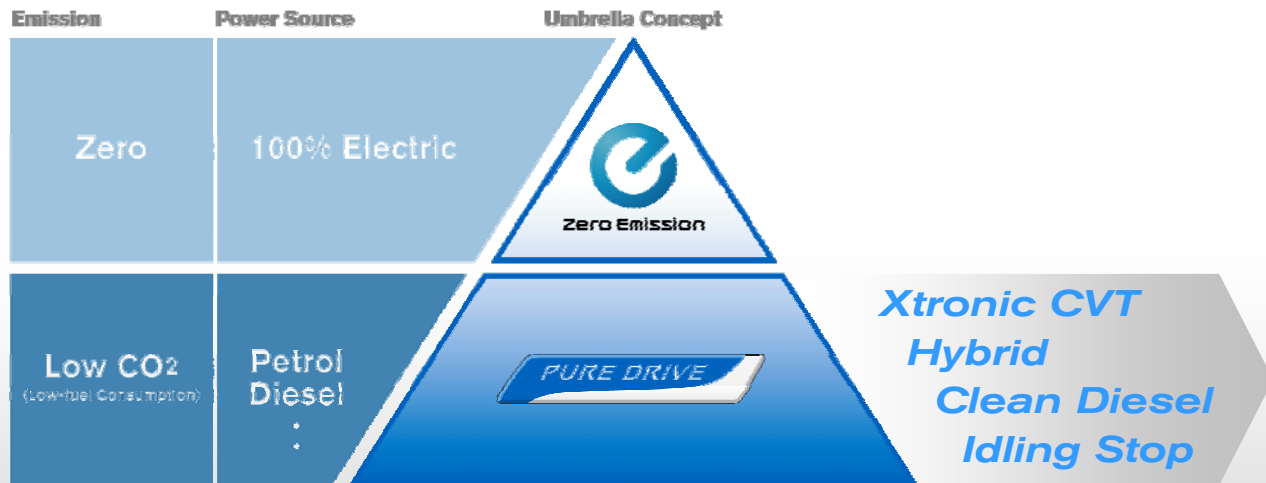 Emission Power Source Umbrella Concept
Zero 100% Electric
Zero Emission
Low CO2
(Low-fuel Consumption)
Petrol
Diesel
:
PURE DRIVE
Xtronic CVT
Hybrid
Clean Diesel
Idling Stop